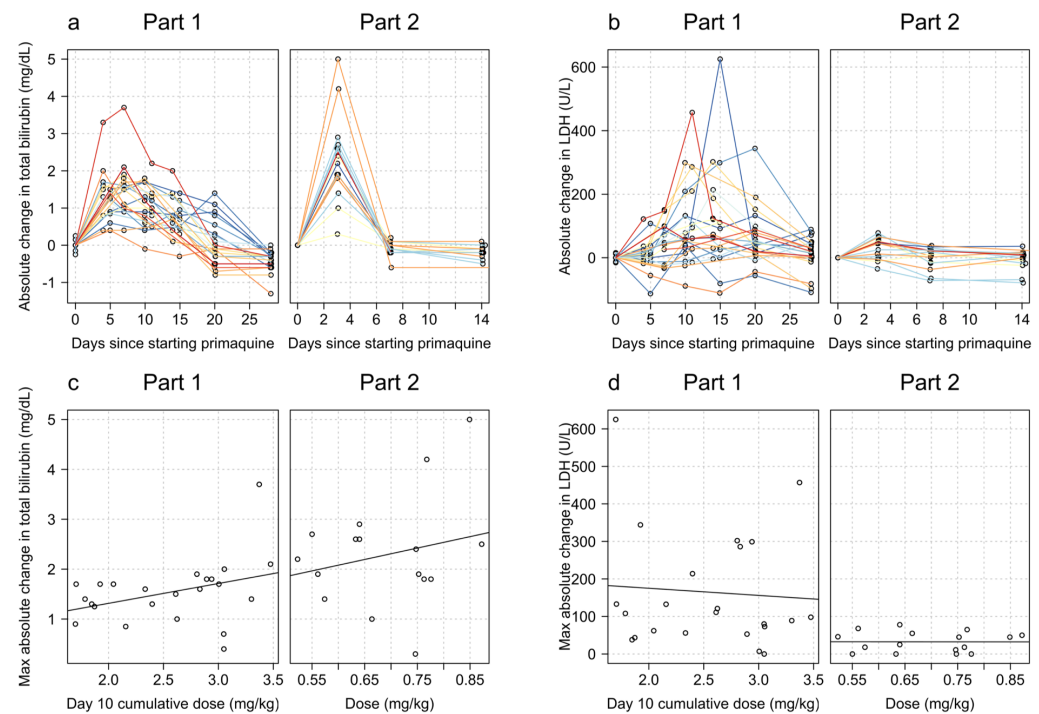 a Part 1 Part 2
Absolute change in total bilirubin (mg/dL)
5
4
3
2
1
0
-1
0 5 10 15 20 25 0 2 4 6 8 10 14
Days since starting primaquine Days since starting primaquine
b Part 1 Part 2
Absolute change in LDH (U/L)
600
400
200
0
0 5 10 15 20 25 0 2 4 6 8 10 14
Days since starting primaquine Days since starting primaquine
c Part 1 Part 2
Max absolute change in total bilirubin (mg/dL)
5
4
3
2
1
2.0 2.5 3.0 3.5 0.55 0.65 0.75 0.85
Day 10 cumulative dose (mg/kg) Dose (mg/kg)
d Part 1 Part 2
Max absolute change in LDH (U/L)
600
500
400
300
200
100
0
2.0 2.5 3.0 3.5 0.55 0.65 0.75 0.85
Day 10 cumulative dose (mg/kg) Dose (mg/kg)